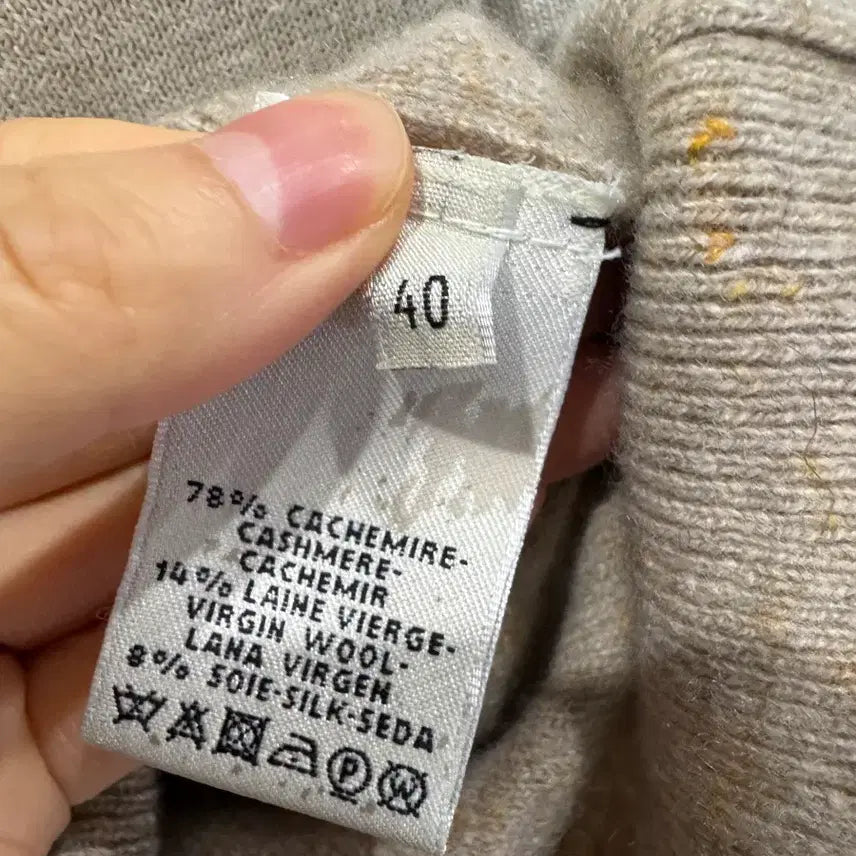 40
78% CACHEMIRE-
CASHMERE-
CACHEMIR
14% LAINE VIERGE-
VIRGIN WOOL-
LANA VIRGEN
8% SOIE-SILK-SEDA
P
W